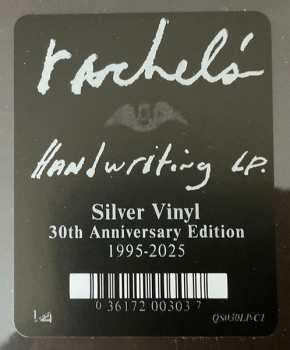 rachel's
Handwriting LP.
Silver Vinyl
30th Anniversary Edition
1995-2025
0 36172 00303 7
QS030LP-C1